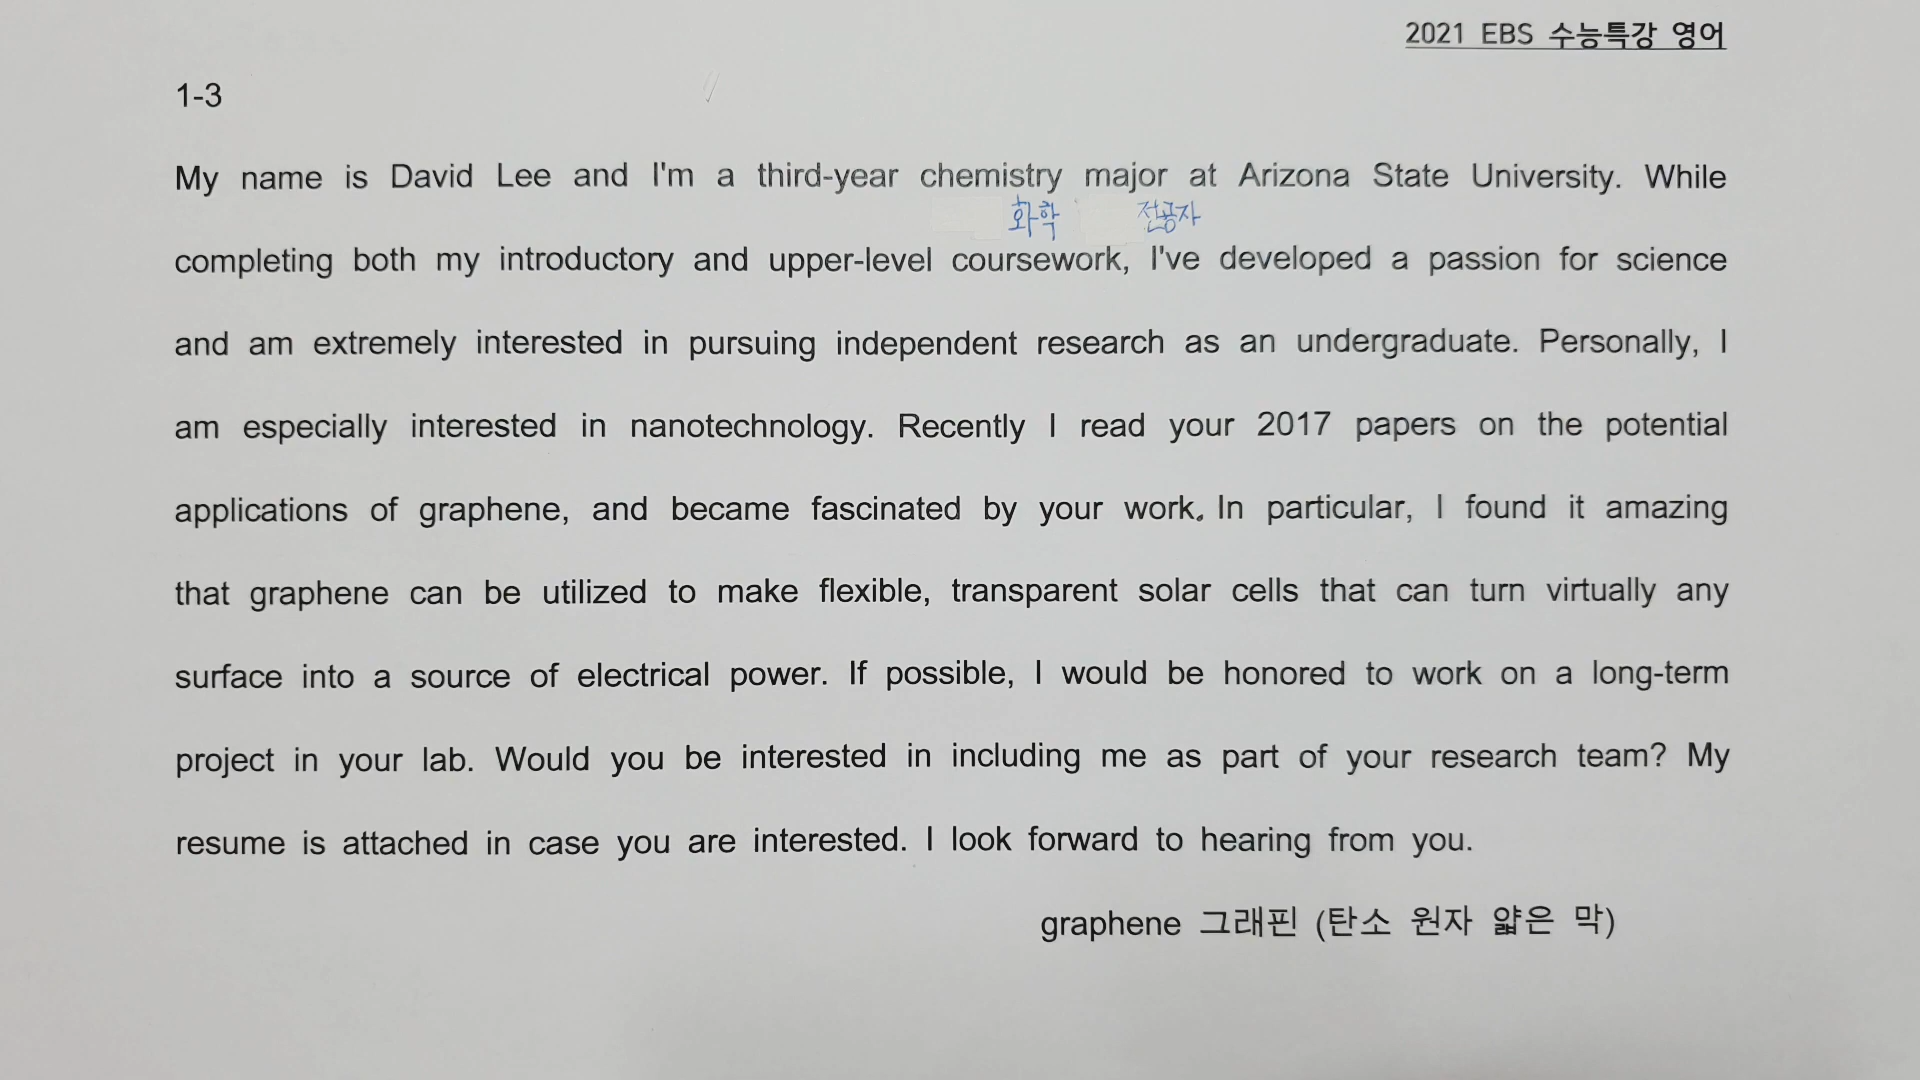 2021 EBS 수능특강 영어
1-3
My name is David Lee and I'm a third-year chemistry major at Arizona State University. While
화학 전공자
completing both my introductory and upper-level coursework, I've developed a passion for science
and am extremely interested in pursuing independent research as an undergraduate. Personally, I
am especially interested in nanotechnology. Recently I read your 2017 papers on the potential
applications of graphene, and became fascinated by your work. In particular, I found it amazing
that graphene can be utilized to make flexible, transparent solar cells that can turn virtually any
surface into a source of electrical power. If possible, I would be honored to work on a long-term
project in your lab. Would you be interested in including me as part of your research team? My
resume is attached in case you are interested. I look forward to hearing from you.
graphene 그래핀 (탄소 원자 얇은 막)